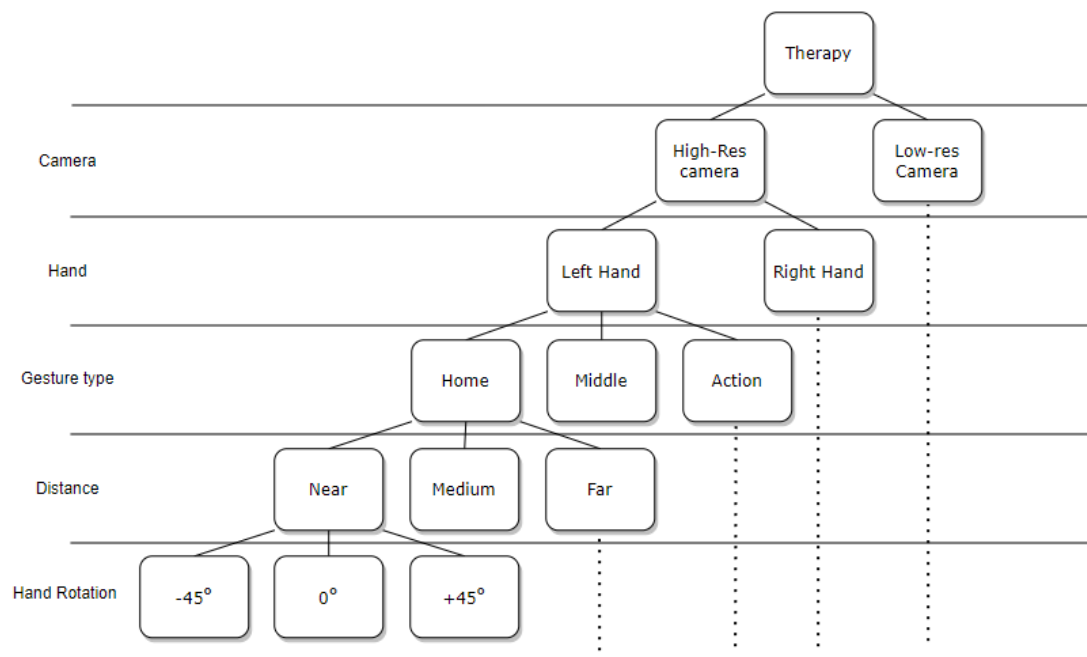 Therapy
Camera
High-Res
camera
Low-res
Camera
Hand
Left Hand
Right Hand
Gesture type
Home
Middle
Action
Distance
Near
Medium
Far
Hand Rotation
-45°
0°
+45°